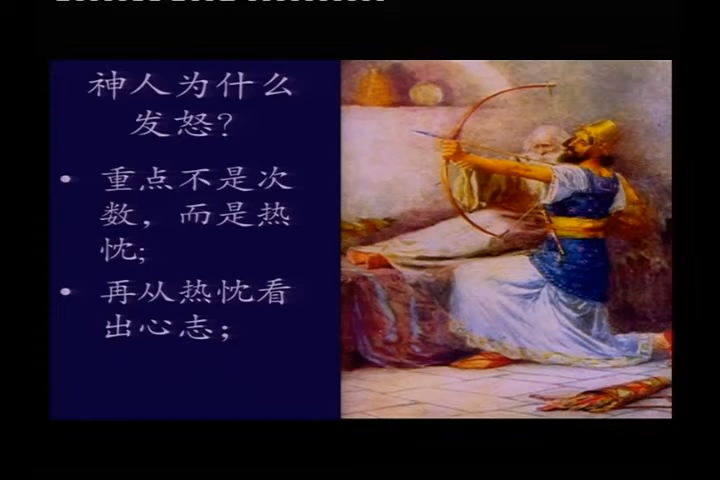 神人为什么
发怒？
• 重点不是次
数，而是热
忱;
• 再从热忱看
出心志；